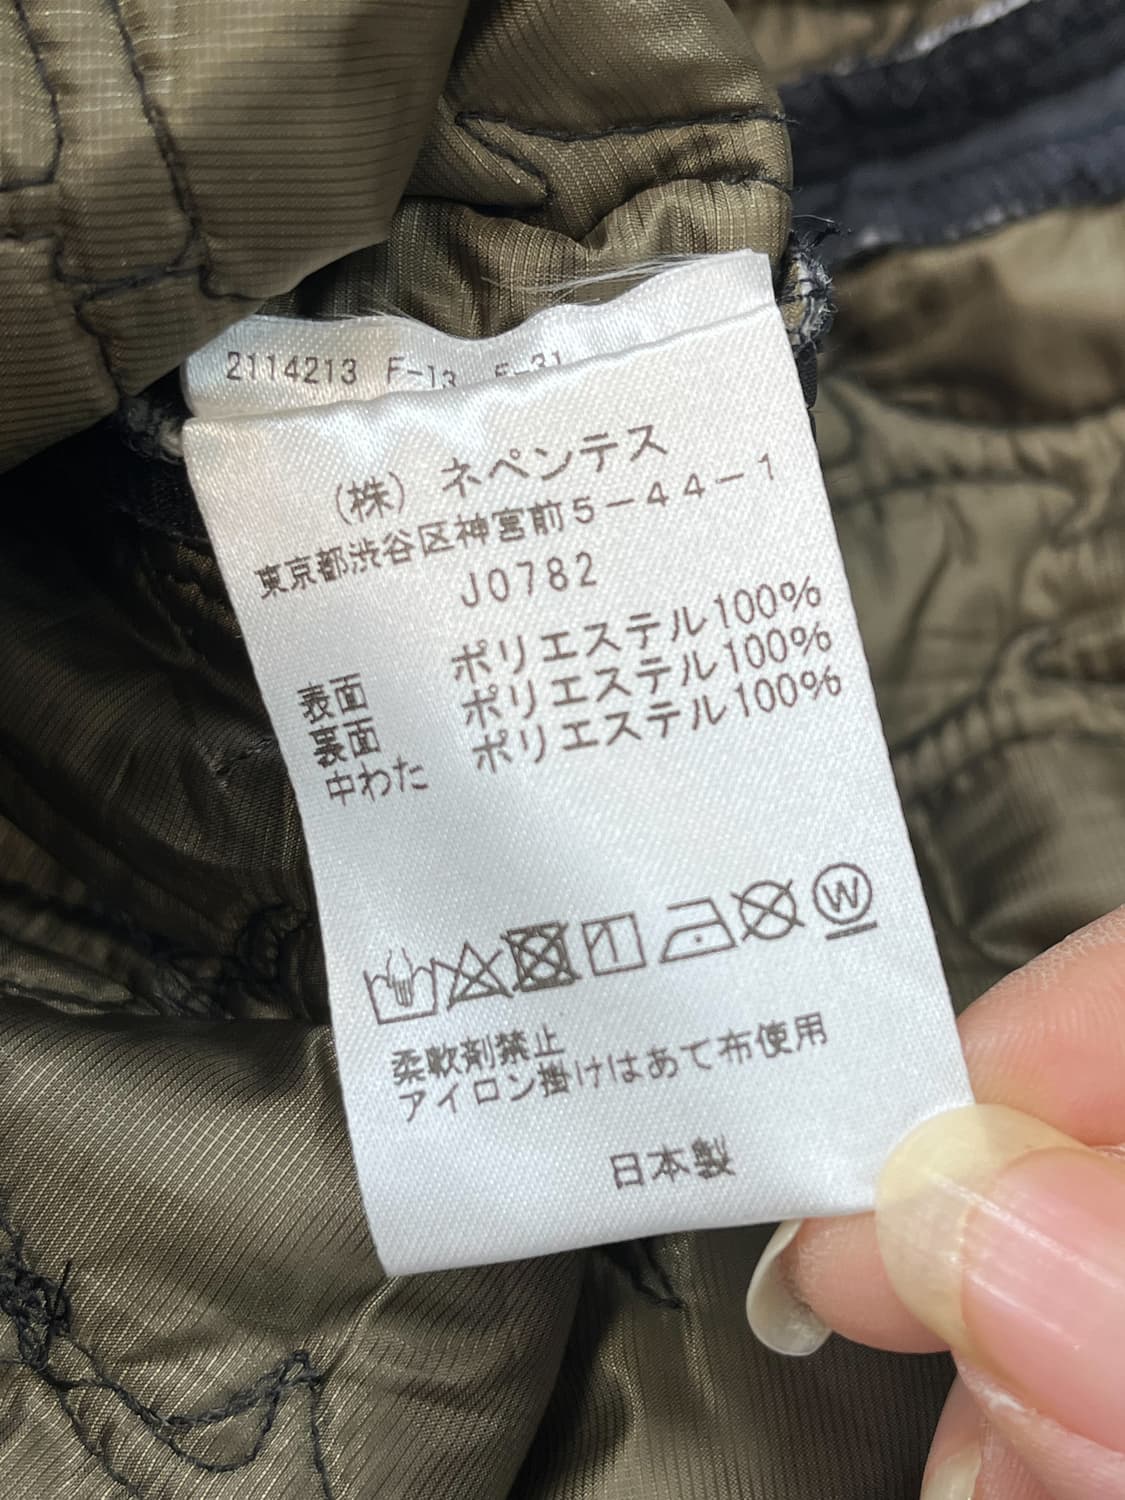 2114213 F-13
(株) ネペンテス
東京都渋谷区神宮前5-44-1
J0782
表面 ポリエステル100%
裏面 ポリエステル100%
中わた ポリエステル100%
W
柔軟剤禁止
アイロン掛けはあて布使用
日本製